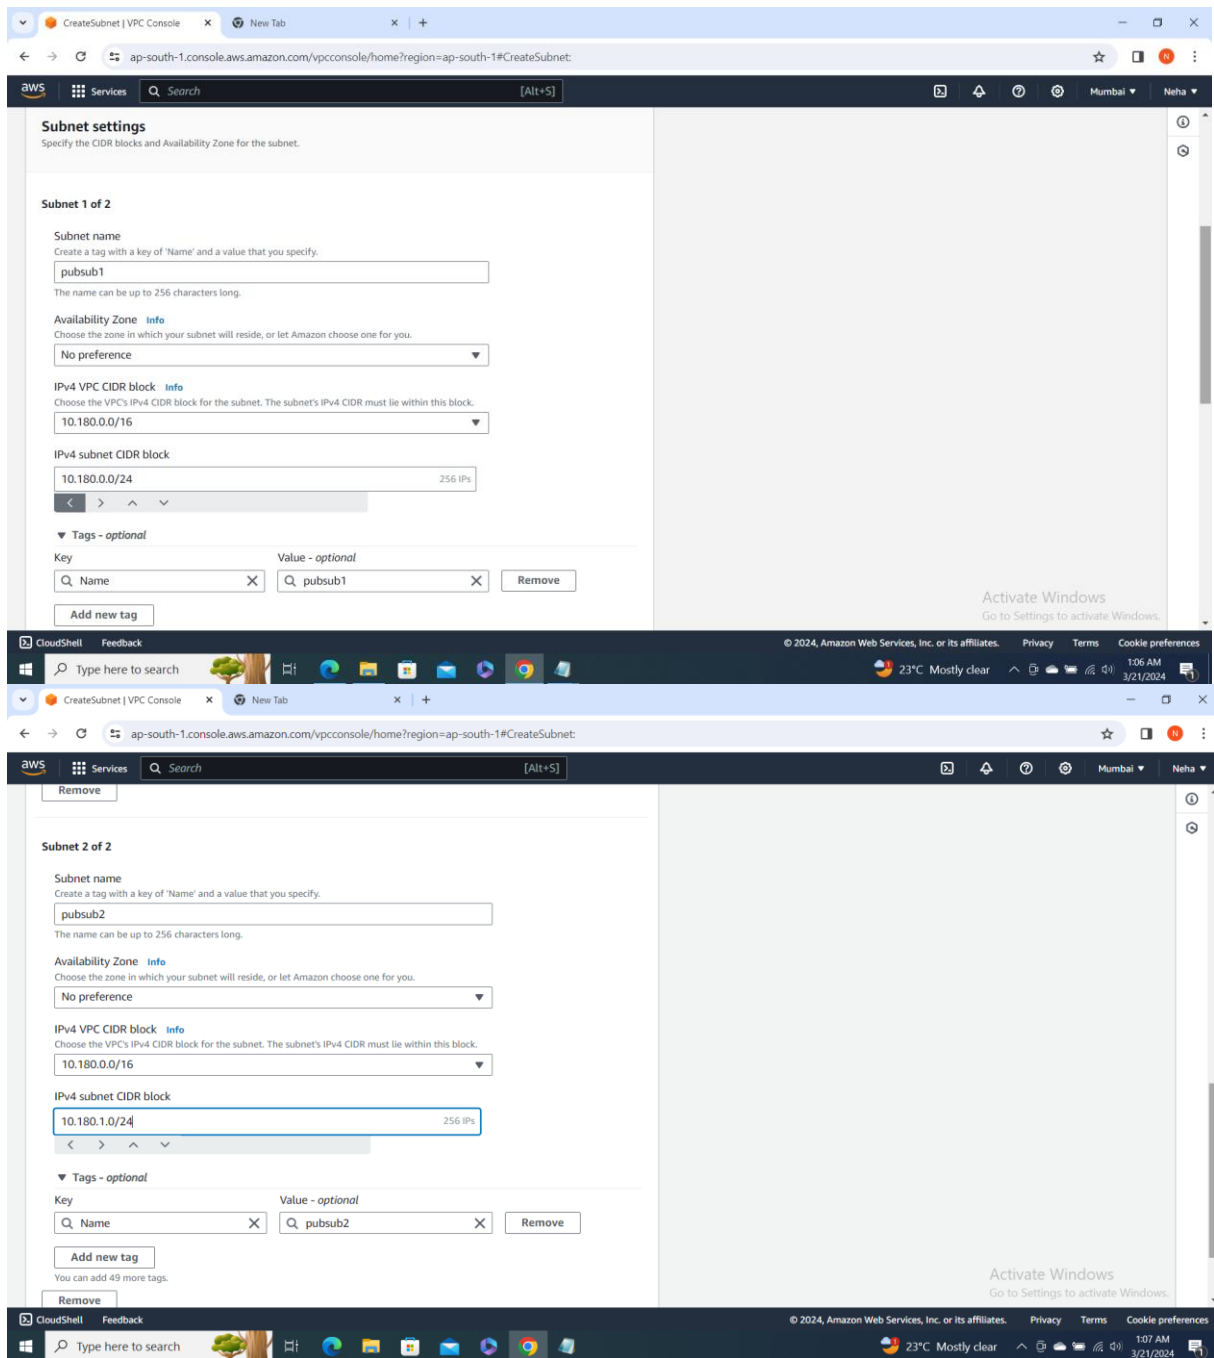 CreateSubnet | VPC Console
New Tab
ap-south-1.console.aws.amazon.com/vpcconsole/home?region=ap-south-1#CreateSubnet:
aws Services Search [Alt+S] Mumbai Neha
Subnet settings
Specify the CIDR blocks and Availability Zone for the subnet.
Subnet 1 of 2
Subnet name
Create a tag with a key of 'Name' and a value that you specify.
pubsub1
The name can be up to 256 characters long.
Availability Zone Info
Choose the zone in which your subnet will reside, or let Amazon choose one for you.
No preference
IPv4 VPC CIDR block Info
Choose the VPC's IPv4 CIDR block for the subnet. The subnet's IPv4 CIDR must lie within this block.
10.180.0.0/16
IPv4 subnet CIDR block
10.180.0.0/24 256 IPs
Tags - optional
Key Value - optional
Name pubsub1 Remove
Add new tag
Activate Windows
Go to Settings to activate Windows.
CloudShell Feedback © 2024, Amazon Web Services, Inc. or its affiliates. Privacy Terms Cookie preferences
Type here to search 23°C Mostly clear 1:06 AM
3/21/2024
CreateSubnet | VPC Console
New Tab
ap-south-1.console.aws.amazon.com/vpcconsole/home?region=ap-south-1#CreateSubnet:
aws Services Search [Alt+S] Mumbai Neha
Remove
Subnet 2 of 2
Subnet name
Create a tag with a key of 'Name' and a value that you specify.
pubsub2
The name can be up to 256 characters long.
Availability Zone Info
Choose the zone in which your subnet will reside, or let Amazon choose one for you.
No preference
IPv4 VPC CIDR block Info
Choose the VPC's IPv4 CIDR block for the subnet. The subnet's IPv4 CIDR must lie within this block.
10.180.0.0/16
IPv4 subnet CIDR block
10.180.1.0/24 256 IPs
Tags - optional
Key Value - optional
Name pubsub2 Remove
Add new tag
You can add 49 more tags.
Remove
Activate Windows
Go to Settings to activate Windows.
CloudShell Feedback © 2024, Amazon Web Services, Inc. or its affiliates. Privacy Terms Cookie preferences
Type here to search 23°C Mostly clear 1:07 AM
3/21/2024